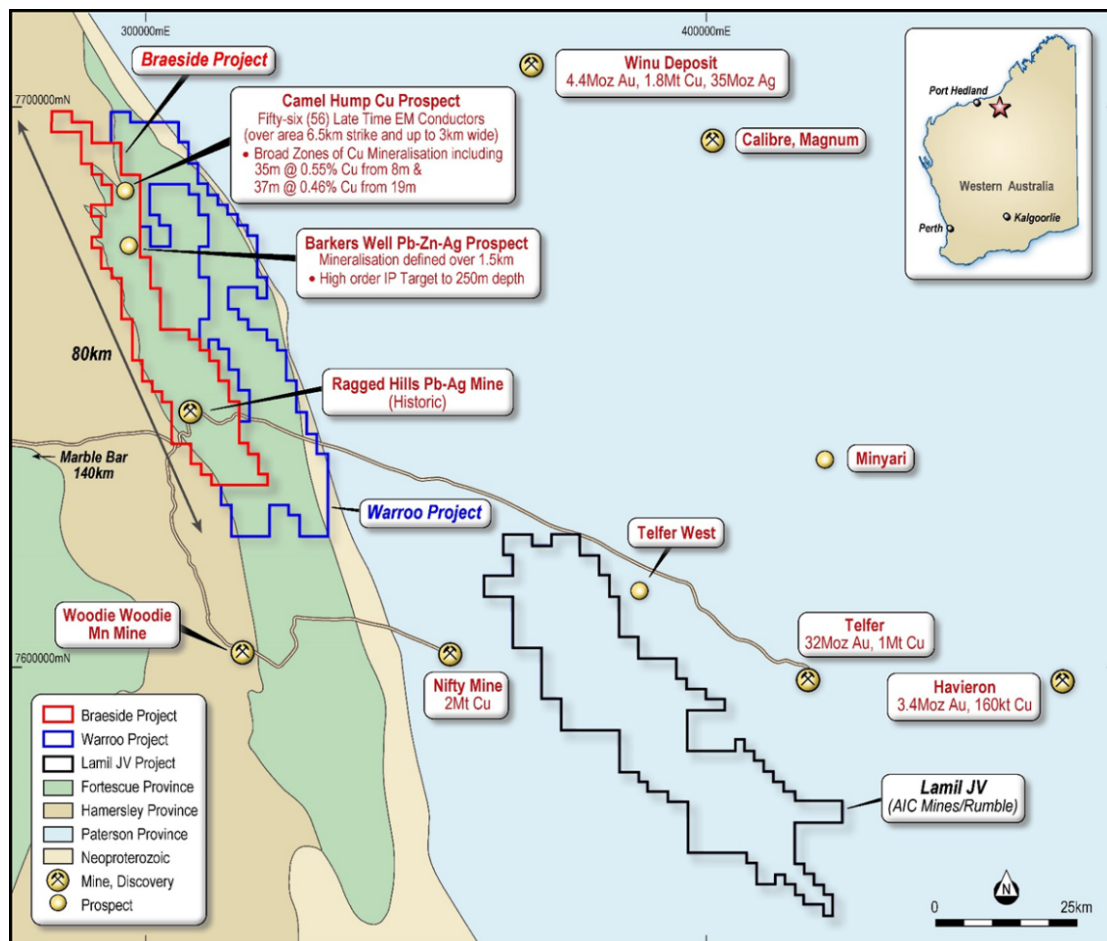 300000mE
400000mE
7700000mN
7600000mN
Braeside Project
Camel Hump Cu Prospect
Fifty-six (56) Late Time EM Conductors
(over area 6.5km strike and up to 3km wide)
• Broad Zones of Cu Mineralisation including
35m @ 0.55% Cu from 8m &
37m @ 0.46% Cu from 19m
Winu Deposit
4.4Moz Au, 1.8Mt Cu, 35Moz Ag
Calibre, Magnum
Port Hedland
Western Australia
Kalgoorlie
Perth
Barkers Well Pb-Zn-Ag Prospect
Mineralisation defined over 1.5km
• High order IP Target to 250m depth
80km
Ragged Hills Pb-Ag Mine
(Historic)
Marble Bar
140km
Minyari
Warroo Project
Telfer West
Woodie Woodie
Mn Mine
Nifty Mine
2Mt Cu
Telfer
32Moz Au, 1Mt Cu
Havieron
3.4Moz Au, 160kt Cu
Lamil JV
(AIC Mines/Rumble)
Braeside Project
Warroo Project
Lamil JV Project
Fortescue Province
Hamersley Province
Paterson Province
Neoproterozoic
Mine, Discovery
Prospect
N
0
25km